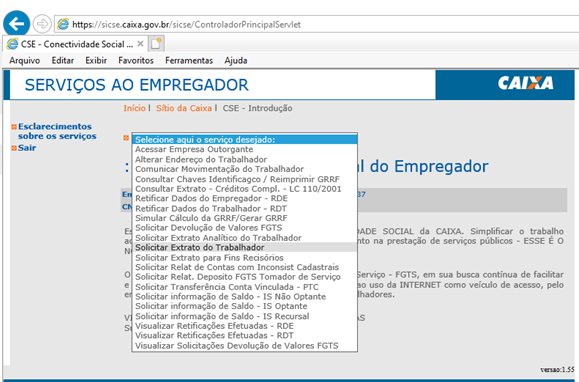 https://sicse.caixa.gov.br/sicse/ControladorPrincipalServlet
CSE - Conectividade Social ...
Arquivo Editar Exibir Favoritos Ferramentas Ajuda
SERVIÇOS AO EMPREGADOR
CAIXA
Início | Sítio da Caixa | CSE - Introdução
Esclarecimentos
sobre os serviços
Sair
Selecione aqui o serviço desejado:
Acessar Empresa Outorgante
Alterar Endereço do Trabalhador
Comunicar Movimentação do Trabalhador
Consultar Chaves Identificagco / Reimprimir GRRF
Consultar Extrato - Créditos Compl. - LC 110/2001
Retificar Dados do Empregador - RDE
Retificar Dados do Trabalhador - RDT
Simular Cálculo da GRRF/Gerar GRRF
Solicitar Devolução de Valores FGTS
Solicitar Extrato Analítico do Trabalhador
Solicitar Extrato do Trabalhador
Solicitar Extrato para Fins Recisórios
Solicitar Relat de Contas com Inconsist Cadastrais
Solicitar Relat. Deposito FGTS Tomador de Serviço
Solicitar Transferência Conta Vinculada - PTC
Solicitar informação de Saldo - IS Não Optante
Solicitar informação de Saldo - IS Optante
Solicitar informação de Saldo - IS Recursal
Visualizar Retificações Efetuadas - RDE
Visualizar Retificações Efetuadas - RDT
Visualizar Solicitações Devolução de Valores FGTS
l do Empregador
37
DADE SOCIAL da CAIXA. Simplificar o trabalho
nto na prestação de serviços públicos - ESSE É O
Serviço - FGTS, em sua busca contínua de facilitar
ao uso da INTERNET como veículo de acesso, pelo
alhadores.
AS
versao:1.55